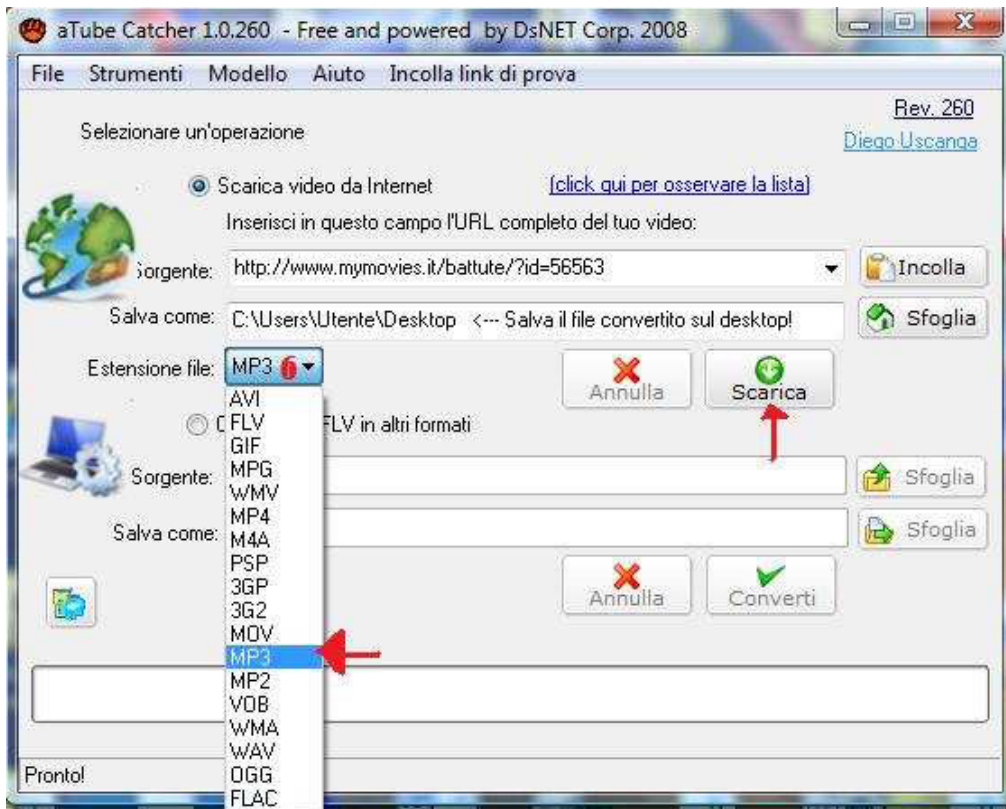 aTube Catcher 1.0.260 - Free and powered by DsNET Corp. 2008
File Strumenti Modello Aiuto Incolla link di prova
Rev. 260
Selezionare un'operazione
Diego Uscanga
Scarica video da Internet (click qui per osservare la lista)
Inserisci in questo campo l'URL completo del tuo video:
Sorgente: http://www.mymovies.it/battute/?id=56563 Incolla
Salva come: C:\Users\Utente\Desktop <--- Salva il file convertito sul desktop! Sfoglia
Estensione file: MP3 Annulla Scarica
AVI
FLV
FLV in altri formati
GIF
MPG
Sorgente: Sfoglia
WMV
MP4
Salva come: Sfoglia
M4A
PSP
3GP
Annulla Converti
3G2
MOV
MP3
MP2
VOB
WMA
WAV
Pronto!
OGG
FLAC